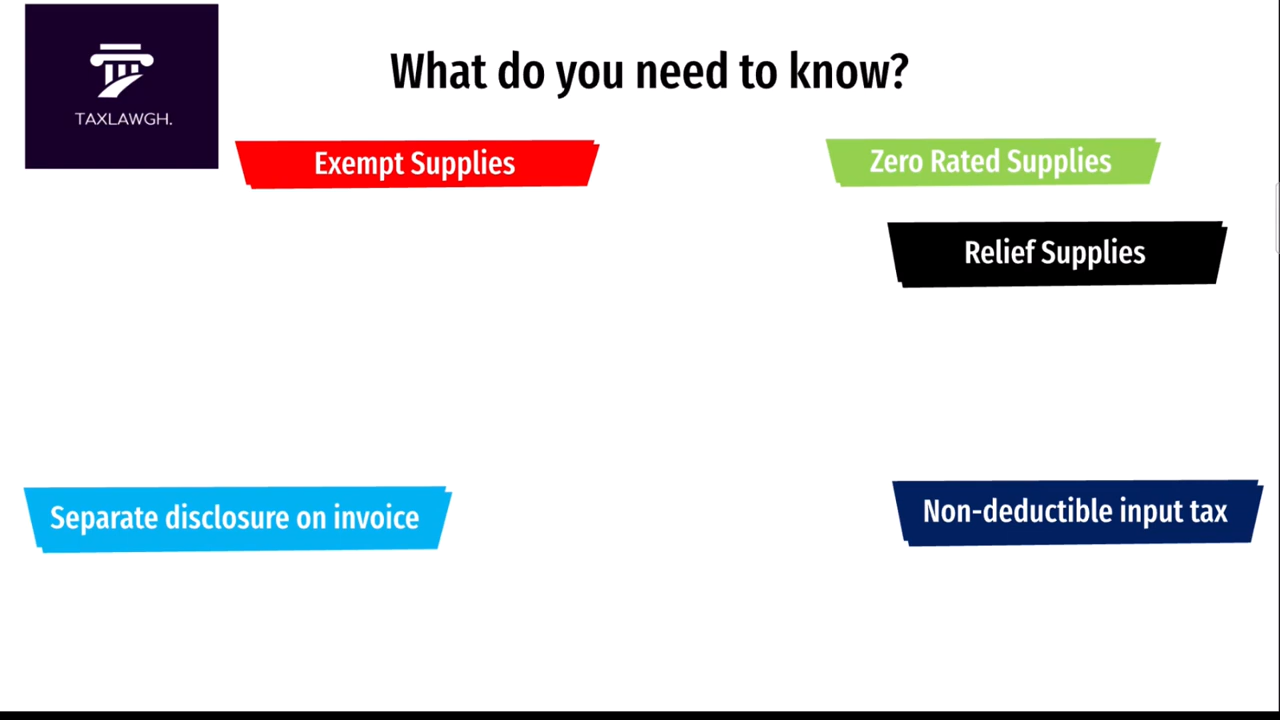 TAXLAWGH.
What do you need to know?
Exempt Supplies
Zero Rated Supplies
Relief Supplies
Separate disclosure on invoice
Non-deductible input tax